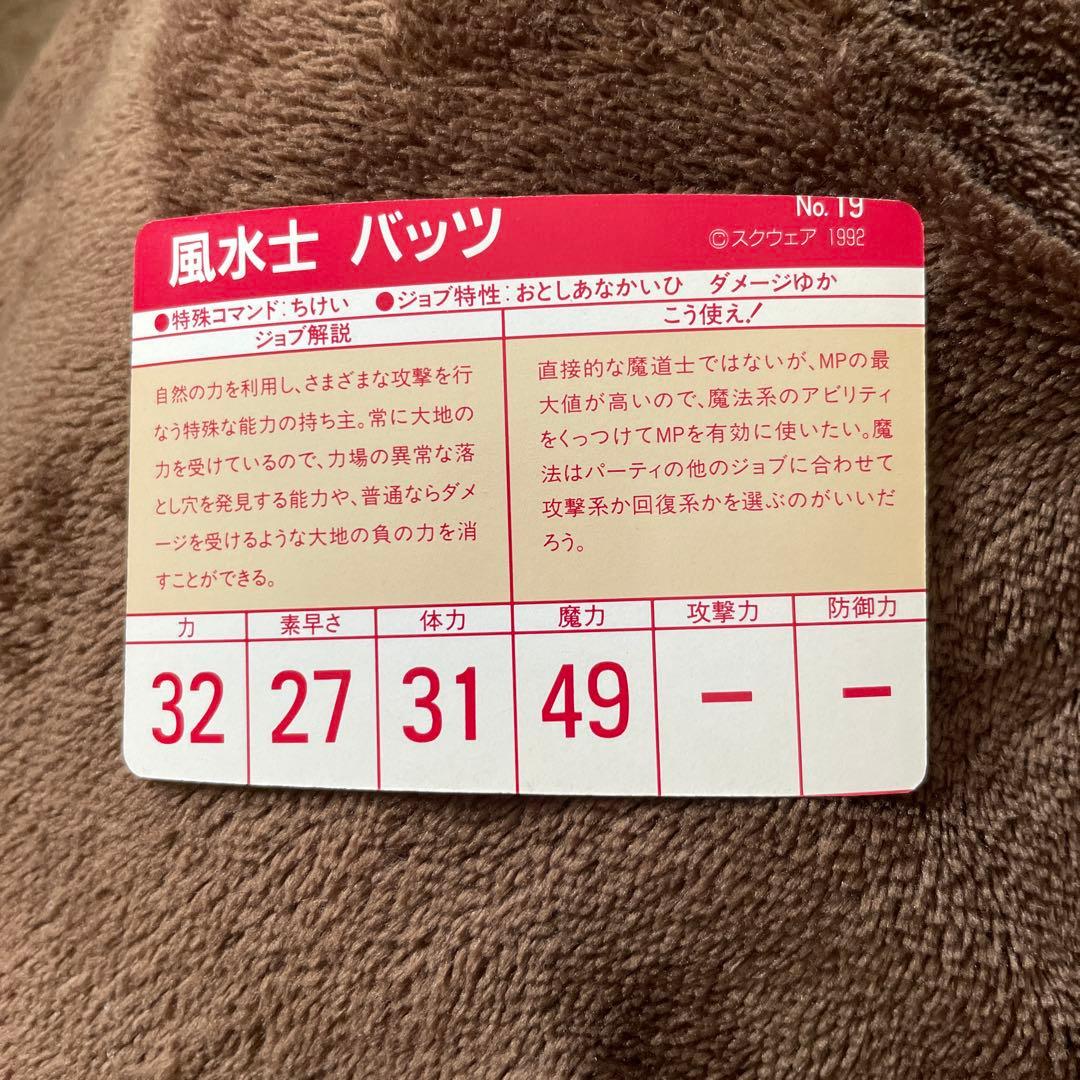 風水士 バッツ
No. 19
©スクウェア 1992
●特殊コマンド:ちけい ●ジョブ特性:おとしあなかいひ ダメージゆか
ジョブ解説
自然の力を利用し、さまざまな攻撃を行
なう特殊な能力の持ち主。常に大地の
力を受けているので、力場の異常な落
とし穴を発見する能力や、普通ならダメ
ージを受けるような大地の負の力を消
すことができる。
こう使え!
直接的な魔道士ではないが、MPの最
大値が高いので、魔法系のアビリティ
をくっつけてMPを有効に使いたい。魔
法はパーティの他のジョブに合わせて
攻撃系か回復系かを選ぶのがいいだ
ろう。
力 素早さ 体力 魔力 攻撃力 防御力
32 27 31 49 − −